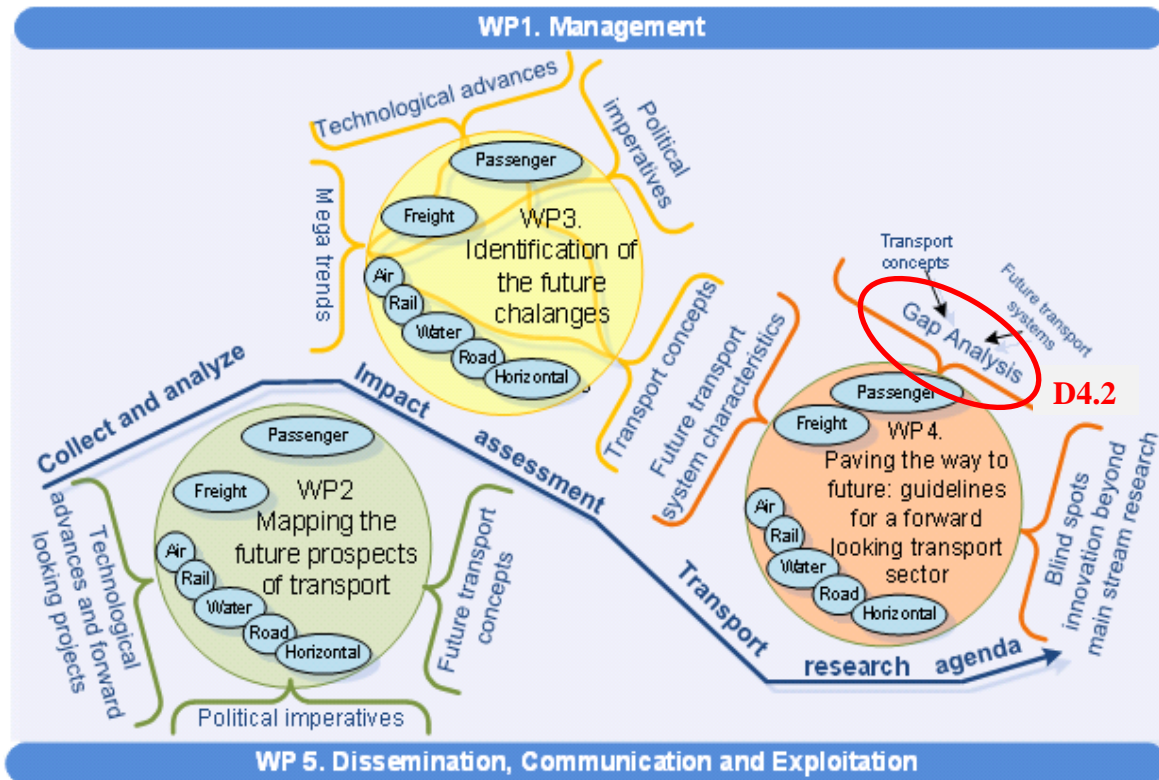 WP1. Management
Technological advances
Political
imperatives
Mega trends
Passenger
Freight
WP3.
Identification of
the future
chalanges
Air
Rail
Water
Road
Horizontal
s
Transport concepts
Collect and analyze
Impact
assessment
Transport
research agenda
Passenger
Freight
WP2
Mapping the
future prospects
of transport
Air
Rail
Water
Road
Horizontal
Technological
advances and forward
looking projects
Future transport
concepts
Political imperatives
Future transport
system characteristics
Transport
concepts
Future transport
systems
Gap Analysis
D4.2
Passenger
Freight
WP 4.
Paving the way to
future: guidelines
for a forward
looking transport
sector
Air
Rail
Water
Road
Horizontal
Blind spots
innovation beyond
main stream research
WP 5. Dissemination, Communication and Exploitation